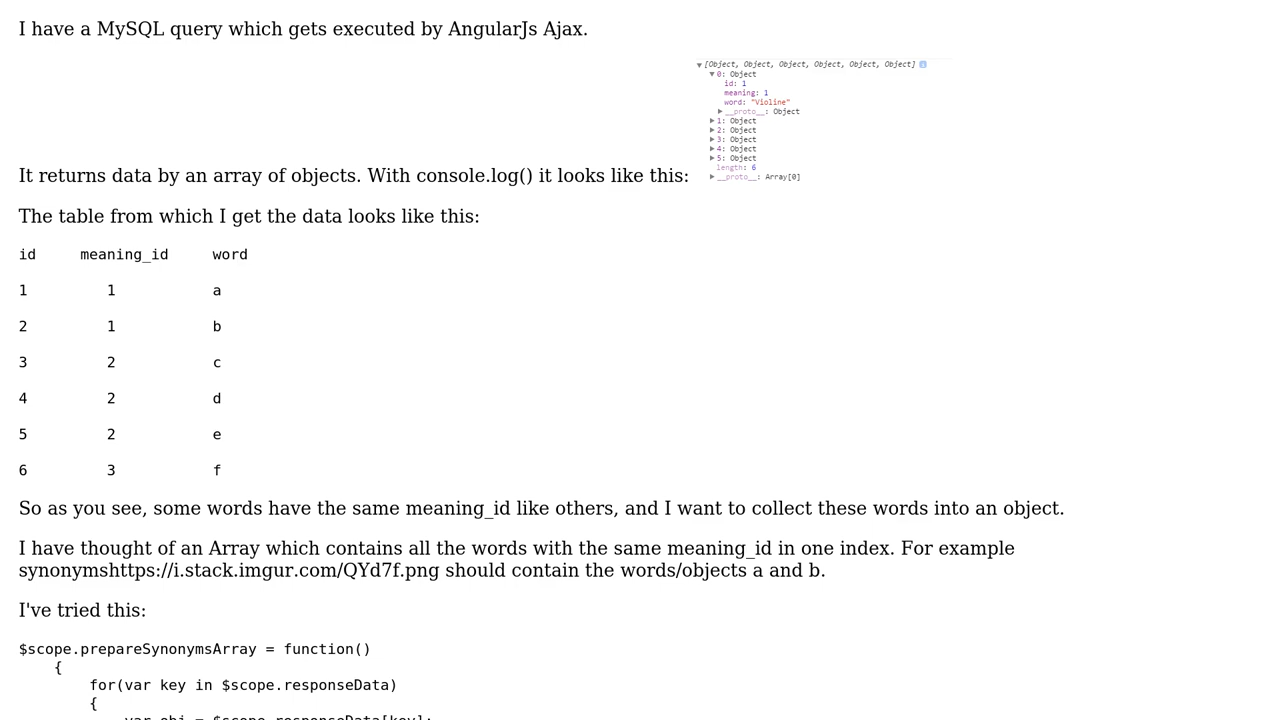 I have a MySQL query which gets executed by AngularJs Ajax.
[Object, Object, Object, Object, Object, Object]
0: Object
id: 1
meaning: 1
word: "Violine"
__proto__: Object
1: Object
2: Object
3: Object
4: Object
5: Object
length: 6
__proto__: Array[0]
It returns data by an array of objects. With console.log() it looks like this:
The table from which I get the data looks like this:
id meaning_id word
1 1 a
2 1 b
3 2 c
4 2 d
5 2 e
6 3 f
So as you see, some words have the same meaning_id like others, and I want to collect these words into an object.
I have thought of an Array which contains all the words with the same meaning_id in one index. For example
synonymshttps://i.stack.imgur.com/QYd7f.png should contain the words/objects a and b.
I've tried this:
$scope.prepareSynonymsArray = function()
{
for(var key in $scope.responseData)
{
var obj = $scope.responseData[key];